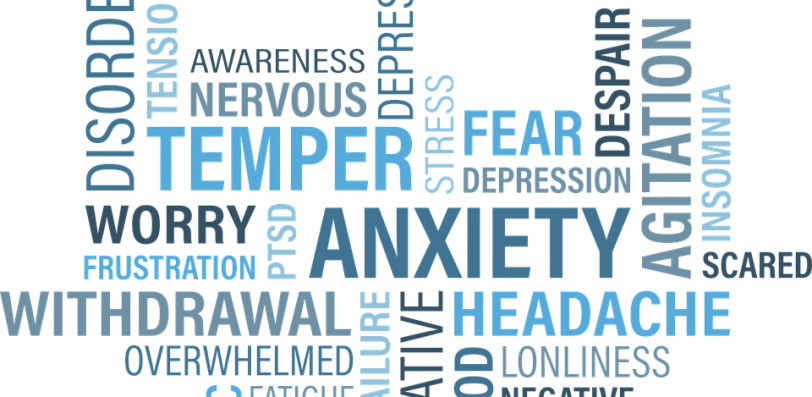 DISORDE
TENSIO
AWARENESS
NERVOUS
DEPRES
TEMPER
STRESS
FEAR
DEPRESSION
DESPAIR
AGITATION
INSOMNIA
WORRY
FRUSTRATION
PTSD
ANXIETY
SCARED
WITHDRAWAL
AILURE
ATIVE
HEADACHE
OVERWHELMED
OD
LONLINESS
FATIGUE
NEGATIVE